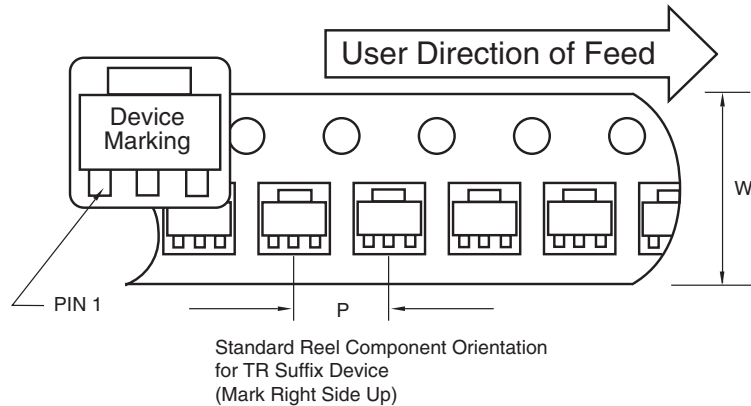 User Direction of Feed
Device
Marking
W
PIN 1
P
Standard Reel Component Orientation
for TR Suffix Device
(Mark Right Side Up)